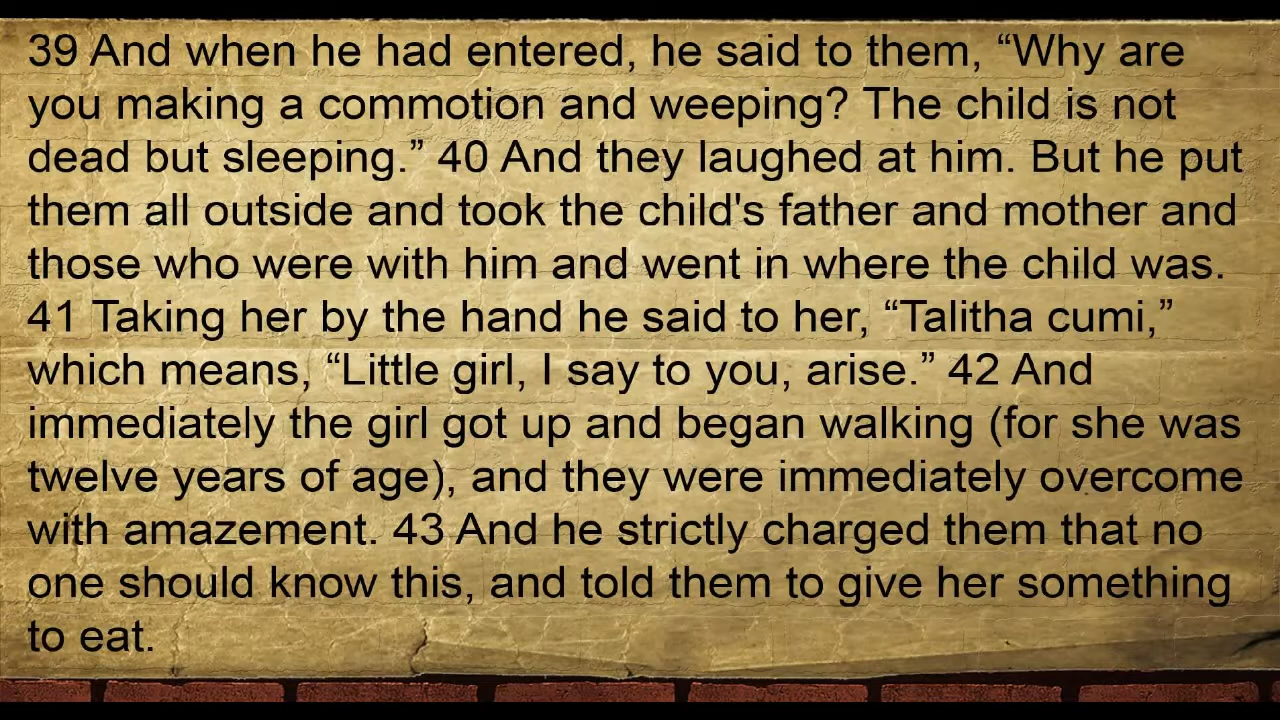 39 And when he had entered, he said to them, “Why are
you making a commotion and weeping? The child is not
dead but sleeping.” 40 And they laughed at him. But he put
them all outside and took the child's father and mother and
those who were with him and went in where the child was.
41 Taking her by the hand he said to her, “Talitha cumi,”
which means, “Little girl, I say to you, arise.” 42 And
immediately the girl got up and began walking (for she was
twelve years of age), and they were immediately overcome
with amazement. 43 And he strictly charged them that no
one should know this, and told them to give her something
to eat.